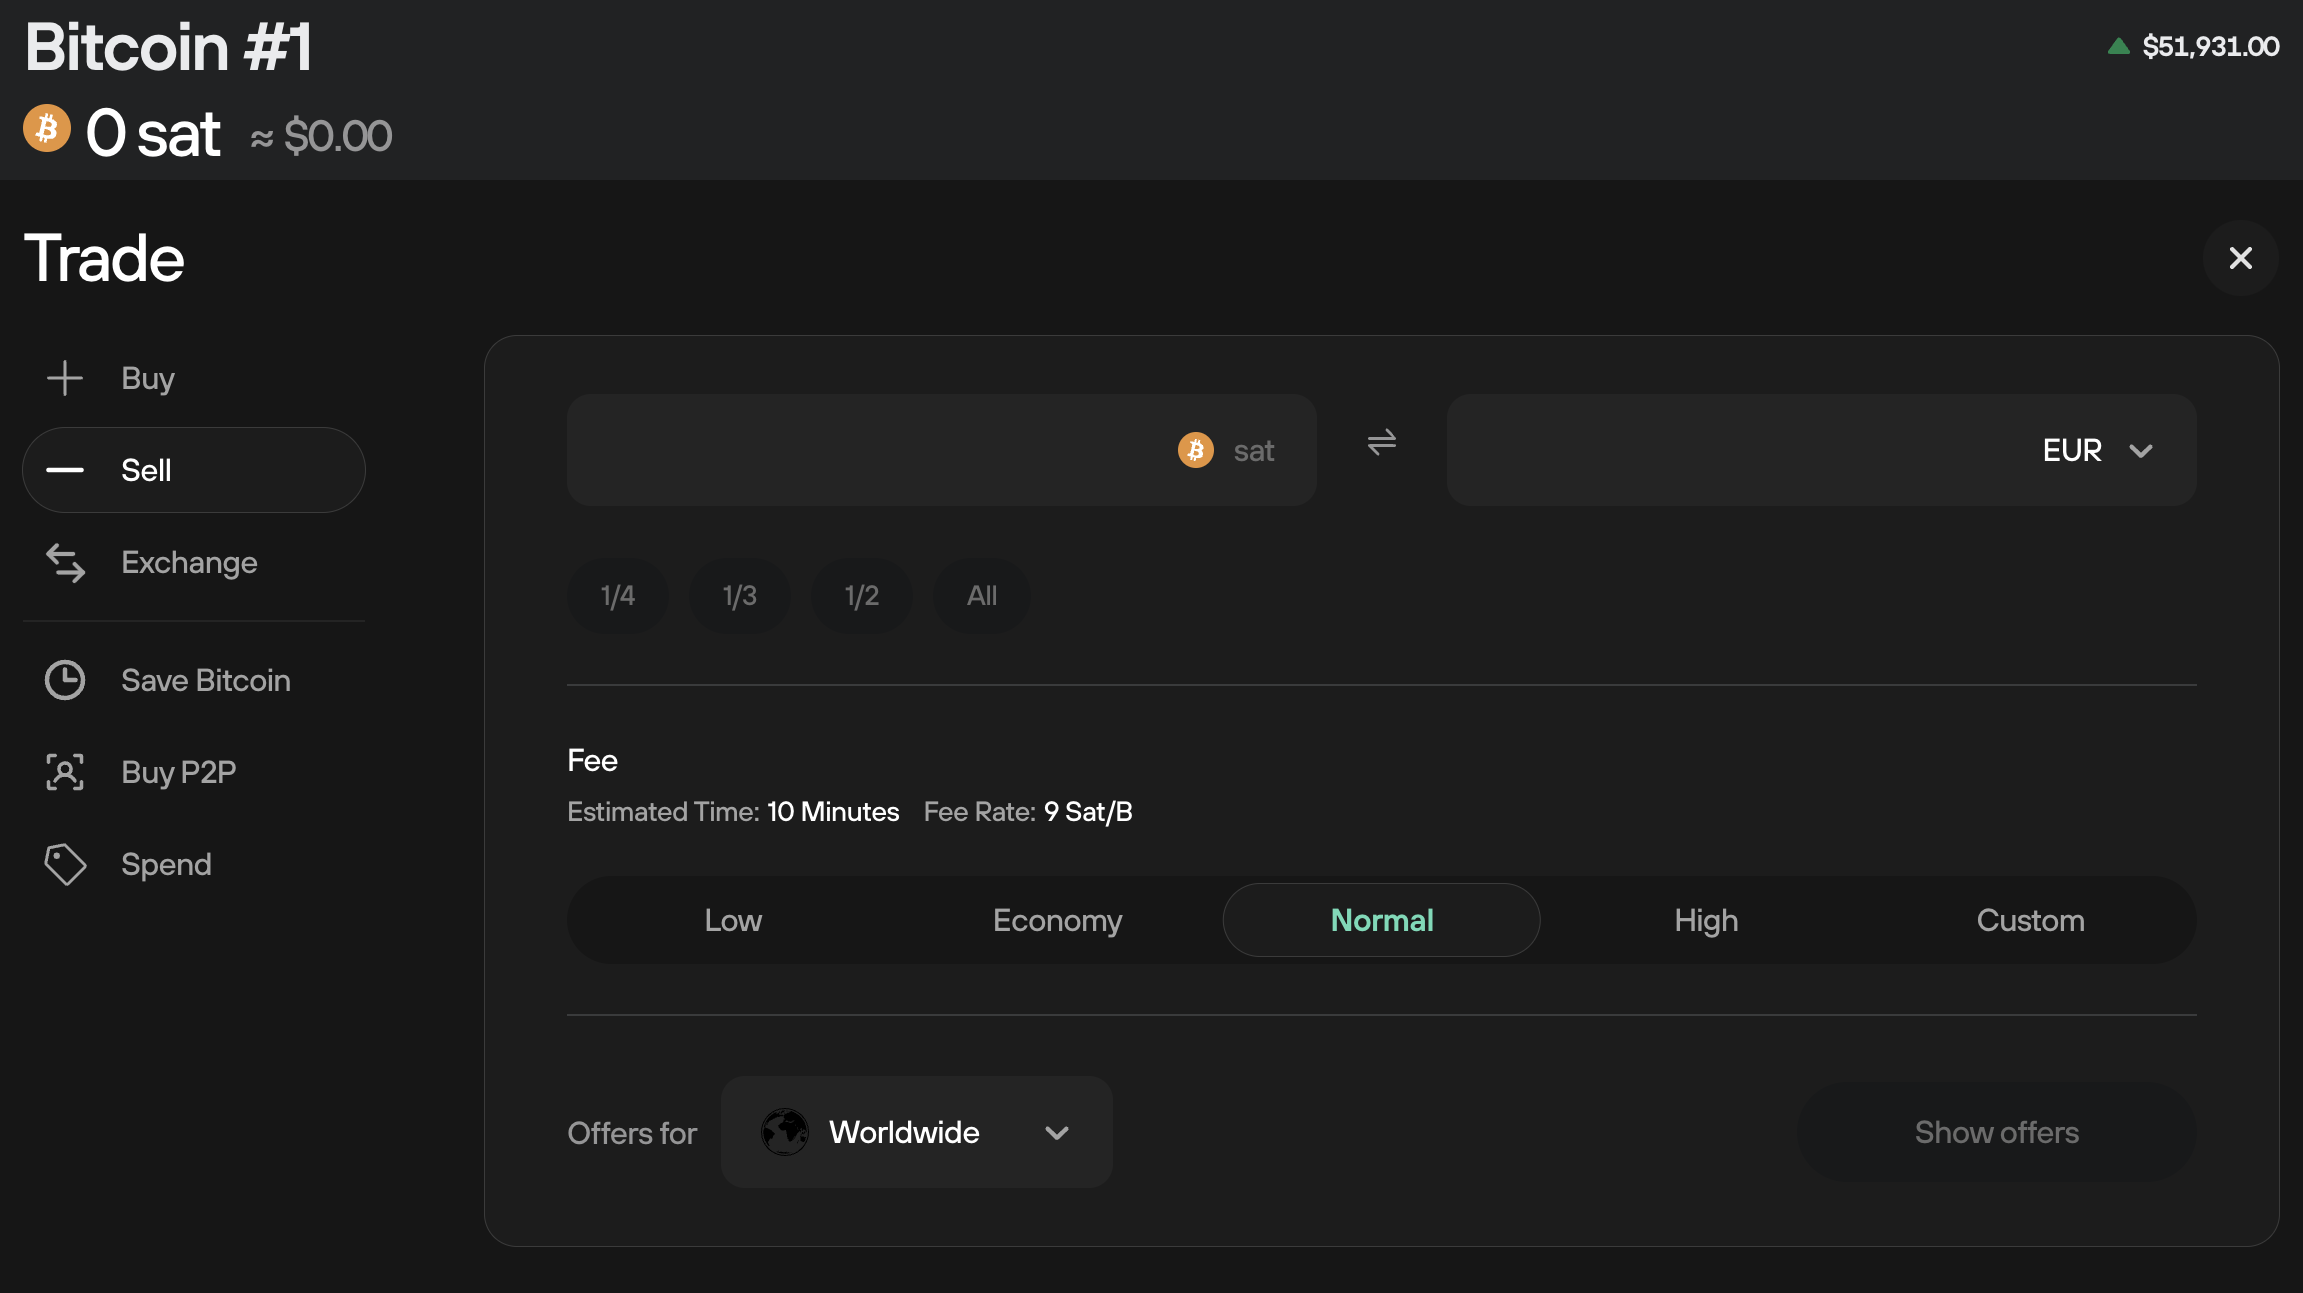 Bitcoin #1
$51,931.00
0 sat ≈ $0.00
Trade
Buy
Sell
Exchange
Save Bitcoin
Buy P2P
Spend
sat
EUR
1/4 1/3 1/2 All
Fee
Estimated Time: 10 Minutes Fee Rate: 9 Sat/B
Low Economy Normal High Custom
Offers for Worldwide
Show offers